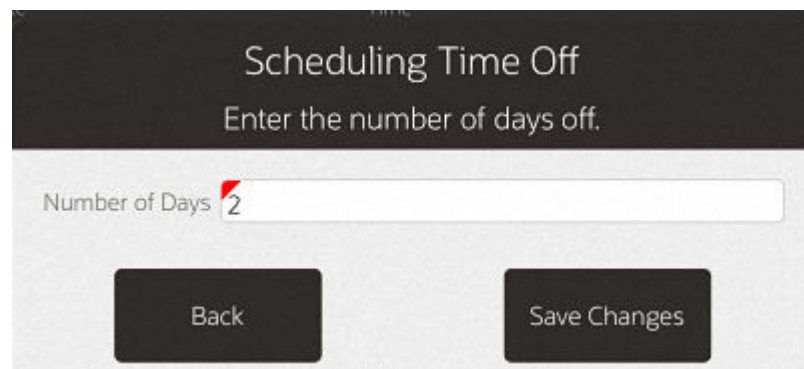 Scheduling Time Off
Enter the number of days off.
Number of Days 2
Back Save Changes